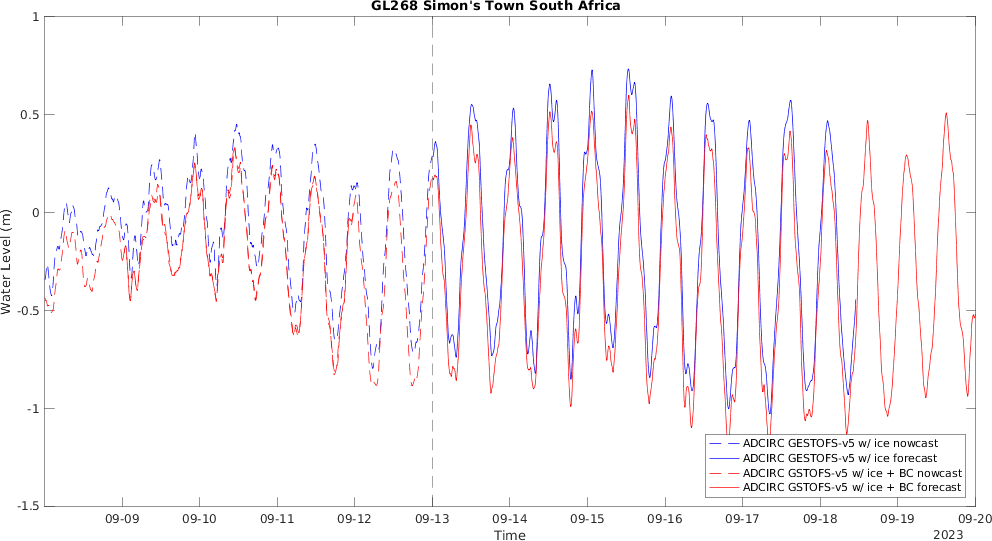 GL268 Simon's Town South Africa
1
0.5
0
-0.5
-1
-1.5
Water Level (m)
ADCIRC GESTOFS-v5 w/ ice nowcast
ADCIRC GESTOFS-v5 w/ ice forecast
ADCIRC GSTOFS-v5 w/ ice + BC nowcast
ADCIRC GSTOFS-v5 w/ ice + BC forecast
09-09 09-10 09-11 09-12 09-13 09-14 09-15 09-16 09-17 09-18 09-19 09-20
Time
2023